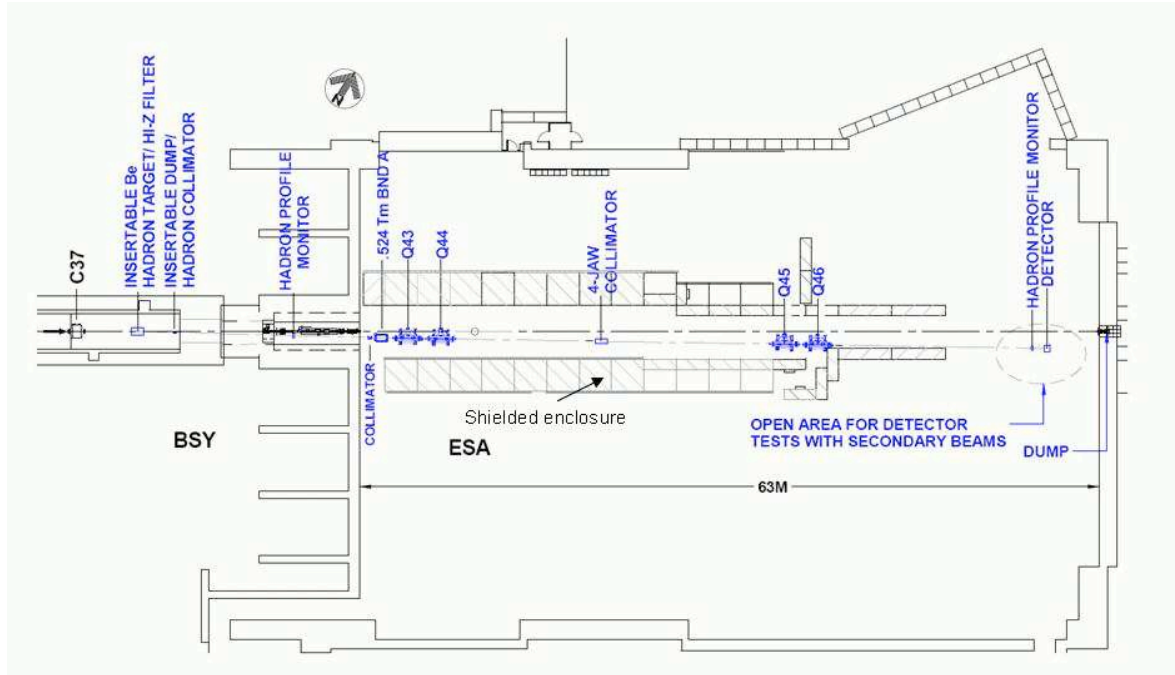 C37
INSERTABLE Be
HADRON TARGET/ HI-Z FILTER
INSERTABLE DUMP/
HADRON COLLIMATOR
HADRON PROFILE
MONITOR
.524 Tm BND A
Q43
Q44
4-JAW
COLLIMATOR
Q45
Q46
HADRON PROFILE MONITOR
DETECTOR
COLLIMATOR
Shielded enclosure
BSY
ESA
OPEN AREA FOR DETECTOR
TESTS WITH SECONDARY BEAMS
DUMP
63M